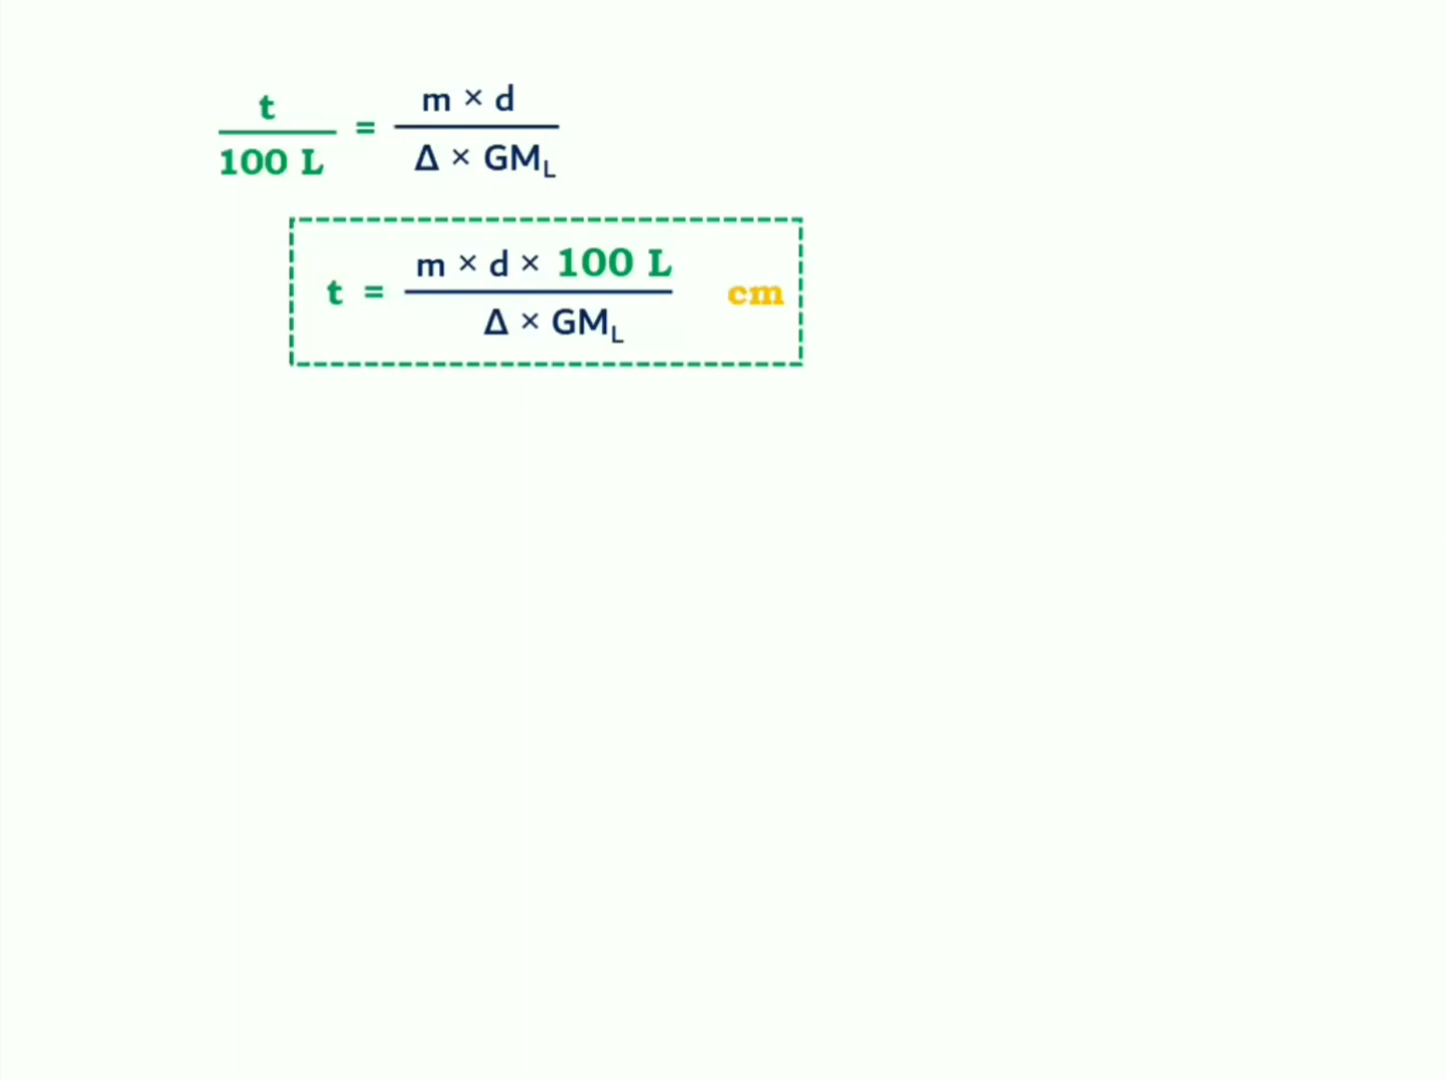 t / 100 L = m × d / Δ × GM_L
t = m × d × 100 L / Δ × GM_L cm